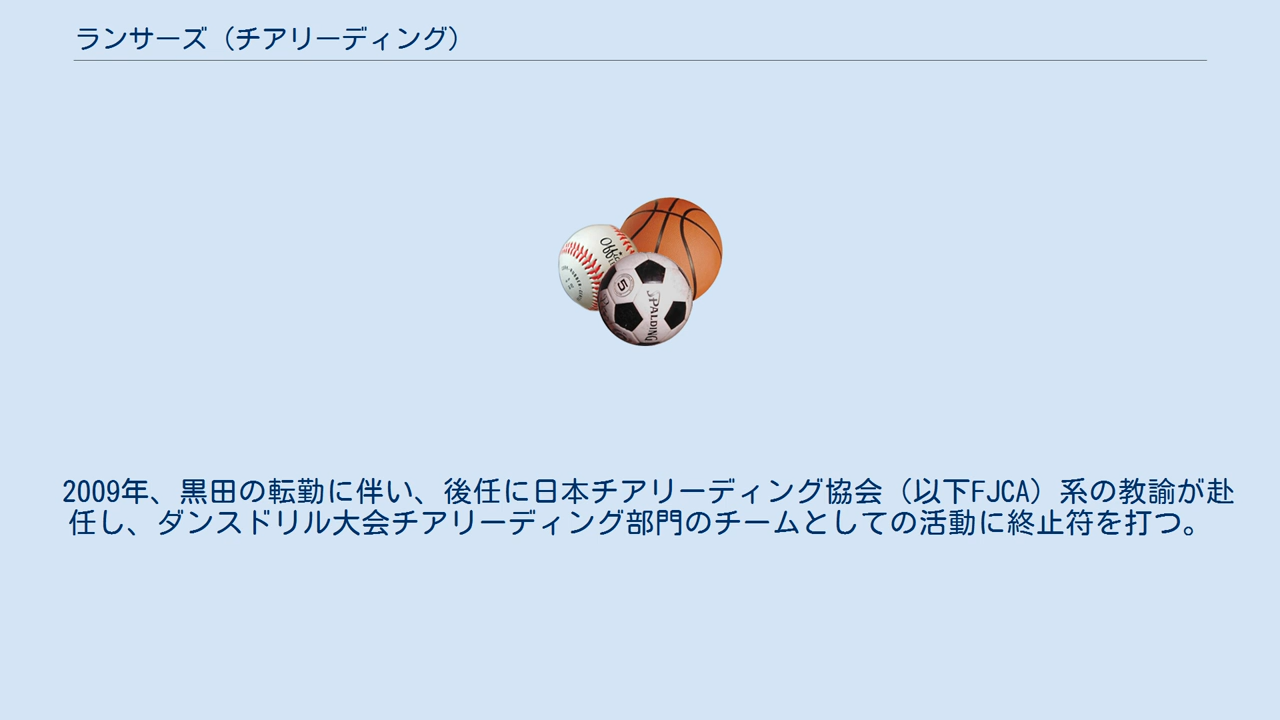 ランサーズ（チアリーディング）
Offic
5
SPALDING
2009年、黒田の転勤に伴い、後任に日本チアリーディング協会（以下FJCA）系の教諭が赴
任し、ダンスドリル大会チアリーディング部門のチームとしての活動に終止符を打つ。